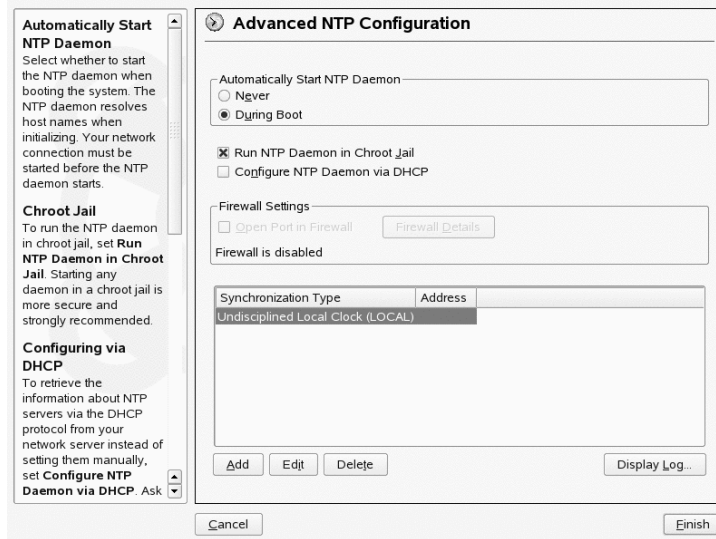 Automatically Start
NTP Daemon
Select whether to start
the NTP daemon when
booting the system. The
NTP daemon resolves
host names when
initializing. Your network
connection must be
started before the NTP
daemon starts.
Chroot Jail
To run the NTP daemon
in chroot jail, set Run
NTP Daemon in Chroot
Jail. Starting any
daemon in a chroot jail is
more secure and
strongly recommended.
Configuring via
DHCP
To retrieve the
information about NTP
servers via the DHCP
protocol from your
network server instead of
setting them manually,
set Configure NTP
Daemon via DHCP. Ask
Advanced NTP Configuration
Automatically Start NTP Daemon
Never
During Boot
Run NTP Daemon in Chroot Jail
Configure NTP Daemon via DHCP
Firewall Settings
Open Port in Firewall Firewall Details
Firewall is disabled
Synchronization Type Address
Undisciplined Local Clock (LOCAL)
Add Edit Delete Display Log...
Cancel Finish